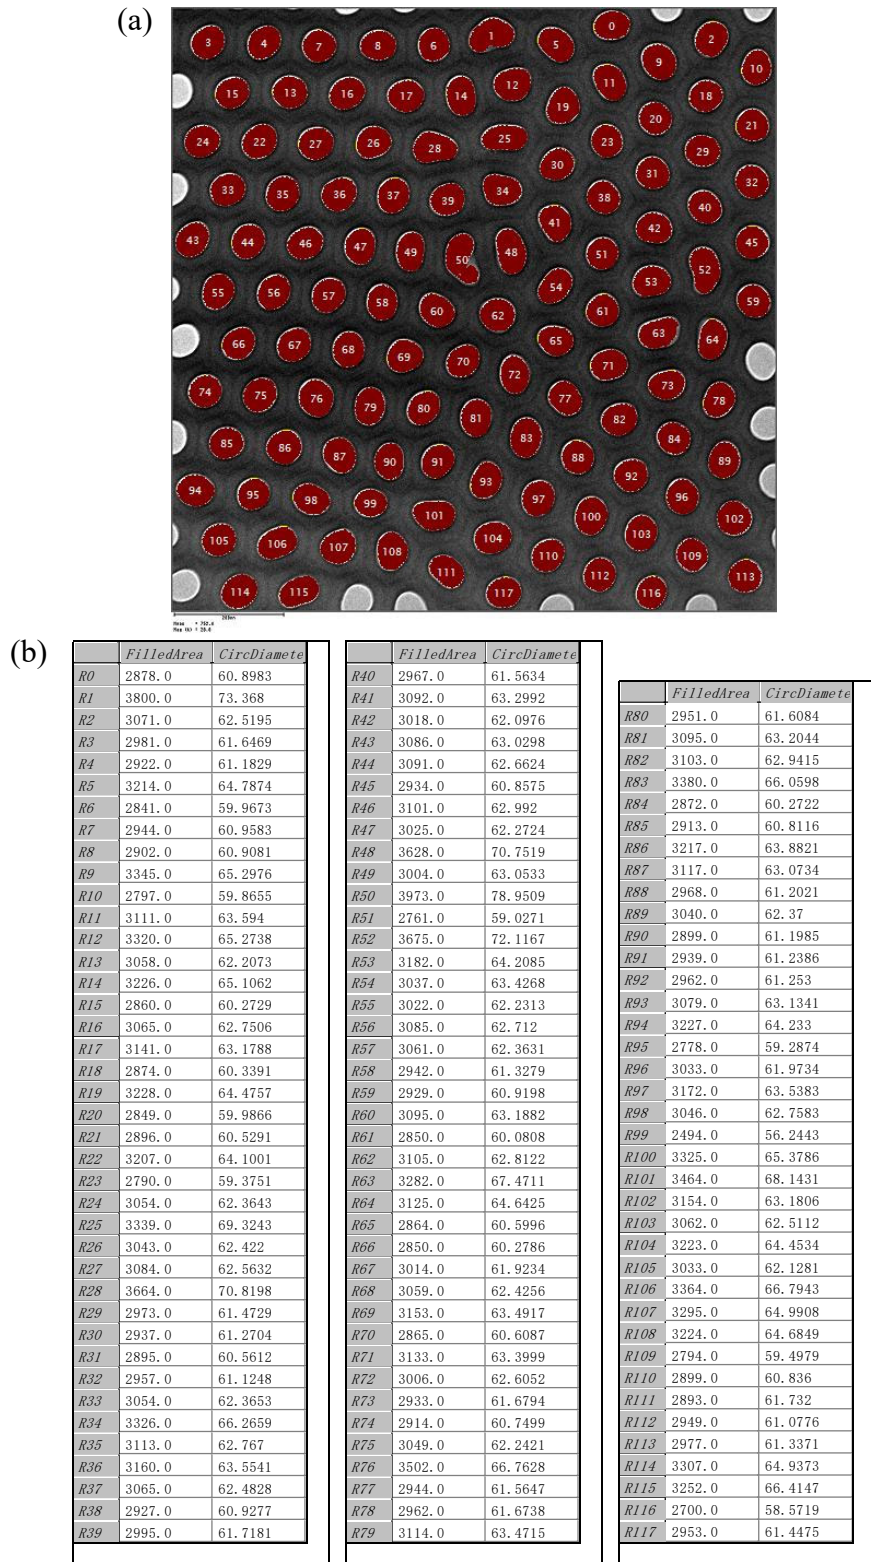 (a)
0
3 4 7 8 6 1 5 2
9 10
15 13 16 17 14 12 11 18
19 20 21
24 22 27 26 28 25 23 29
30 31 32
33 35 36 37 39 34 38 40
41 42
43 44 46 47 49 50 48 51 45
52
55 56 57 58 54 53 59
60 62 61
66 67 68 69 65 63 64
70 72 71
74 75 76 79 80 77 73 78
81 82
85 86 87 83 84
90 91 88 89
94 95 98 99 93 97 92 96
101 100 102
105 106 107 108 104 103
111 110 109
114 115 117 112 116 113
(b)
FilledArea CircDiamete
R0 2878.0 60.8983
R1 3800.0 73.368
R2 3071.0 62.5195
R3 2981.0 61.6469
R4 2922.0 61.1829
R5 3214.0 64.7874
R6 2841.0 59.9673
R7 2944.0 60.9583
R8 2902.0 60.9081
R9 3345.0 65.2976
R10 2797.0 59.8655
R11 3111.0 63.594
R12 3320.0 65.2738
R13 3058.0 62.2073
R14 3226.0 65.1062
R15 2860.0 60.2729
R16 3065.0 62.7506
R17 3141.0 63.1788
R18 2874.0 60.3391
R19 3228.0 64.4757
R20 2849.0 59.9866
R21 2896.0 60.5291
R22 3207.0 64.1001
R23 2790.0 59.3751
R24 3054.0 62.3643
R25 3339.0 69.3243
R26 3043.0 62.422
R27 3084.0 62.5632
R28 3664.0 70.8198
R29 2973.0 61.4729
R30 2937.0 61.2704
R31 2895.0 60.5612
R32 2957.0 61.1248
R33 3054.0 62.3653
R34 3326.0 66.2659
R35 3113.0 62.767
R36 3160.0 63.5541
R37 3065.0 62.4828
R38 2927.0 60.9277
R39 2995.0 61.7181
FilledArea CircDiamete
R40 2967.0 61.5634
R41 3092.0 63.2992
R42 3018.0 62.0976
R43 3086.0 63.0298
R44 3091.0 62.6624
R45 2934.0 60.8575
R46 3101.0 62.992
R47 3025.0 62.2724
R48 3628.0 70.7519
R49 3004.0 63.0533
R50 3973.0 78.9509
R51 2761.0 59.0271
R52 3675.0 72.1167
R53 3182.0 64.2085
R54 3037.0 63.4268
R55 3022.0 62.2313
R56 3085.0 62.712
R57 3061.0 62.3631
R58 2942.0 61.3279
R59 2929.0 60.9198
R60 3095.0 63.1882
R61 2850.0 60.0808
R62 3105.0 62.8122
R63 3282.0 67.4711
R64 3125.0 64.6425
R65 2864.0 60.5996
R66 2850.0 60.2786
R67 3014.0 61.9234
R68 3059.0 62.4256
R69 3153.0 63.4917
R70 2865.0 60.6087
R71 3133.0 63.3999
R72 3006.0 62.6052
R73 2933.0 61.6794
R74 2914.0 60.7499
R75 3049.0 62.2421
R76 3502.0 66.7628
R77 2944.0 61.5647
R78 2962.0 61.6738
R79 3114.0 63.4715
FilledArea CircDiamete
R80 2951.0 61.6084
R81 3095.0 63.2044
R82 3103.0 62.9415
R83 3380.0 66.0598
R84 2872.0 60.2722
R85 2913.0 60.8116
R86 3217.0 63.8821
R87 3117.0 63.0734
R88 2968.0 61.2021
R89 3040.0 62.37
R90 2899.0 61.1985
R91 2939.0 61.2386
R92 2962.0 61.253
R93 3079.0 63.1341
R94 3227.0 64.233
R95 2778.0 59.2874
R96 3033.0 61.9734
R97 3172.0 63.5383
R98 3046.0 62.7583
R99 2494.0 56.2443
R100 3325.0 65.3786
R101 3464.0 68.1431
R102 3154.0 63.1806
R103 3062.0 62.5112
R104 3223.0 64.4534
R105 3033.0 62.1281
R106 3364.0 66.7943
R107 3295.0 64.9908
R108 3224.0 64.6849
R109 2794.0 59.4979
R110 2899.0 60.836
R111 2893.0 61.732
R112 2949.0 61.0776
R113 2977.0 61.3371
R114 3307.0 64.9373
R115 3252.0 66.4147
R116 2700.0 58.5719
R117 2953.0 61.4475